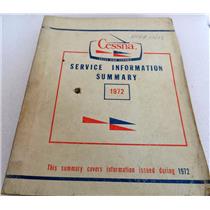 Cessna
SERVICE INFORMATION
SUMMARY
1972
This summary covers information issued during 1972